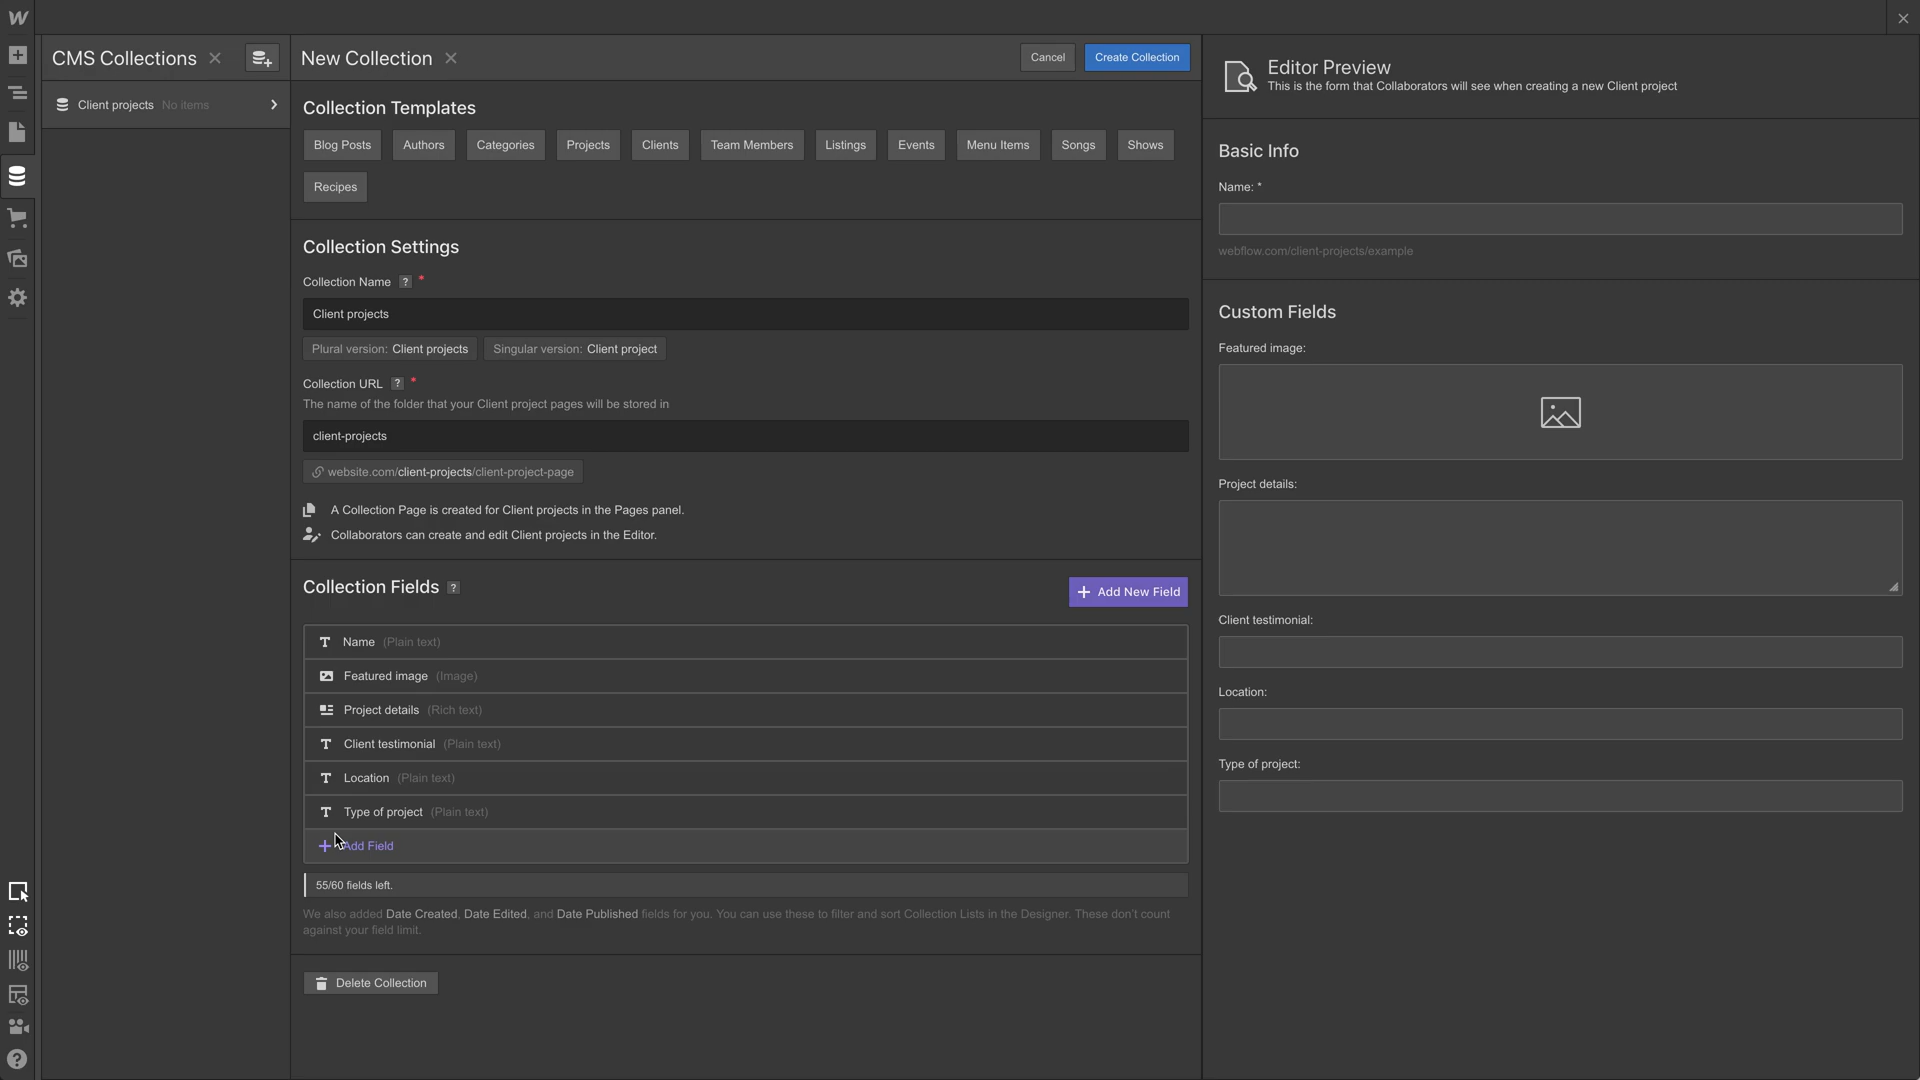 CMS Collections
Client projects No items
New Collection
Cancel
Create Collection
Collection Templates
Blog Posts
Authors
Categories
Projects
Clients
Team Members
Listings
Events
Menu Items
Songs
Shows
Recipes
Collection Settings
Collection Name ? *
Client projects
Plural version: Client projects
Singular version: Client project
Collection URL ? *
The name of the folder that your Client project pages will be stored in
client-projects
website.com/client-projects/client-project-page
A Collection Page is created for Client projects in the Pages panel.
Collaborators can create and edit Client projects in the Editor.
Collection Fields ?
+ Add New Field
Name (Plain text)
Featured image (Image)
Project details (Rich text)
Client testimonial (Plain text)
Location (Plain text)
Type of project (Plain text)
+ Add Field
55/60 fields left.
We also added Date Created, Date Edited, and Date Published fields for you. You can use these to filter and sort Collection Lists in the Designer. These don't count
against your field limit.
Delete Collection
Editor Preview
This is the form that Collaborators will see when creating a new Client project
Basic Info
Name: *
webflow.com/client-projects/example
Custom Fields
Featured image:
Project details:
Client testimonial:
Location:
Type of project: